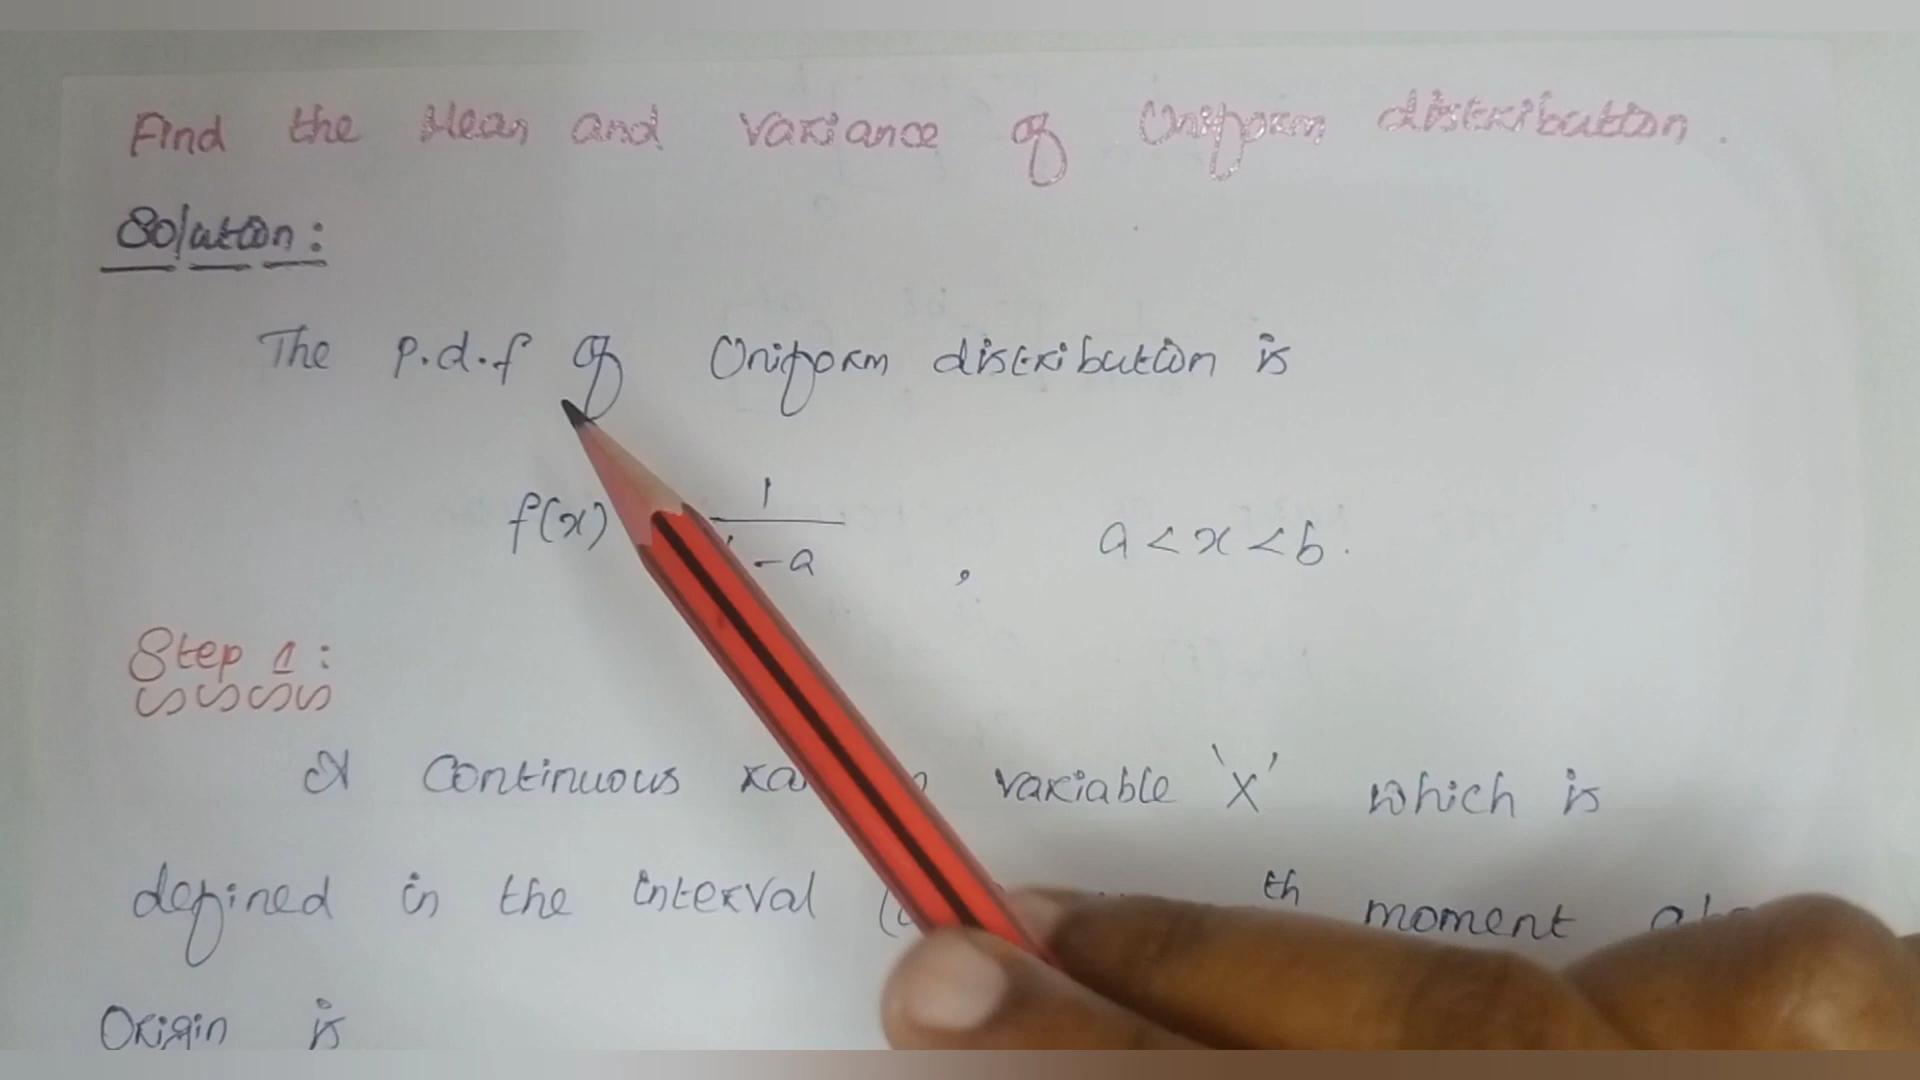 Find the Mean and Variance of Uniform distribution.
Solution:
The p.d.f of Uniform distribution is
f(x) 1/-a , a<x<b.
Step 1:
A Continuous variable 'X' which is
defined in the interval ( th moment
Origin is